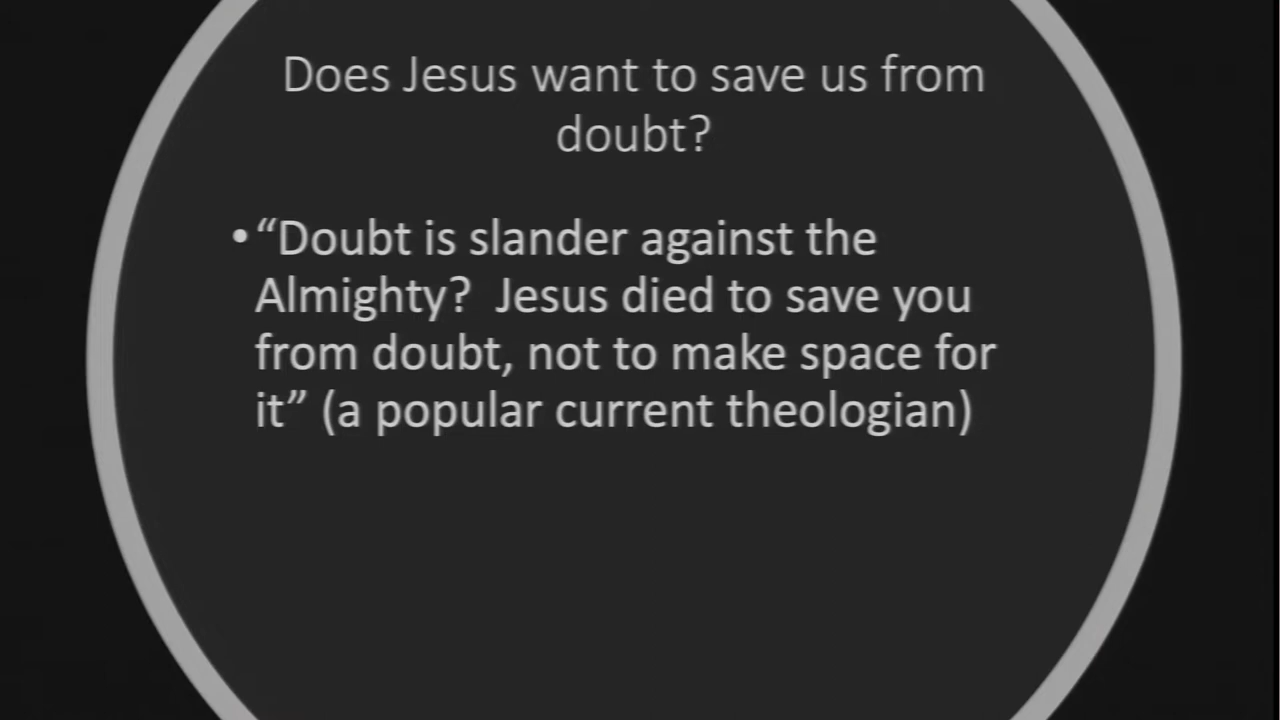 Does Jesus want to save us from
doubt?
•“Doubt is slander against the
Almighty?  Jesus died to save you
from doubt, not to make space for
it” (a popular current theologian)